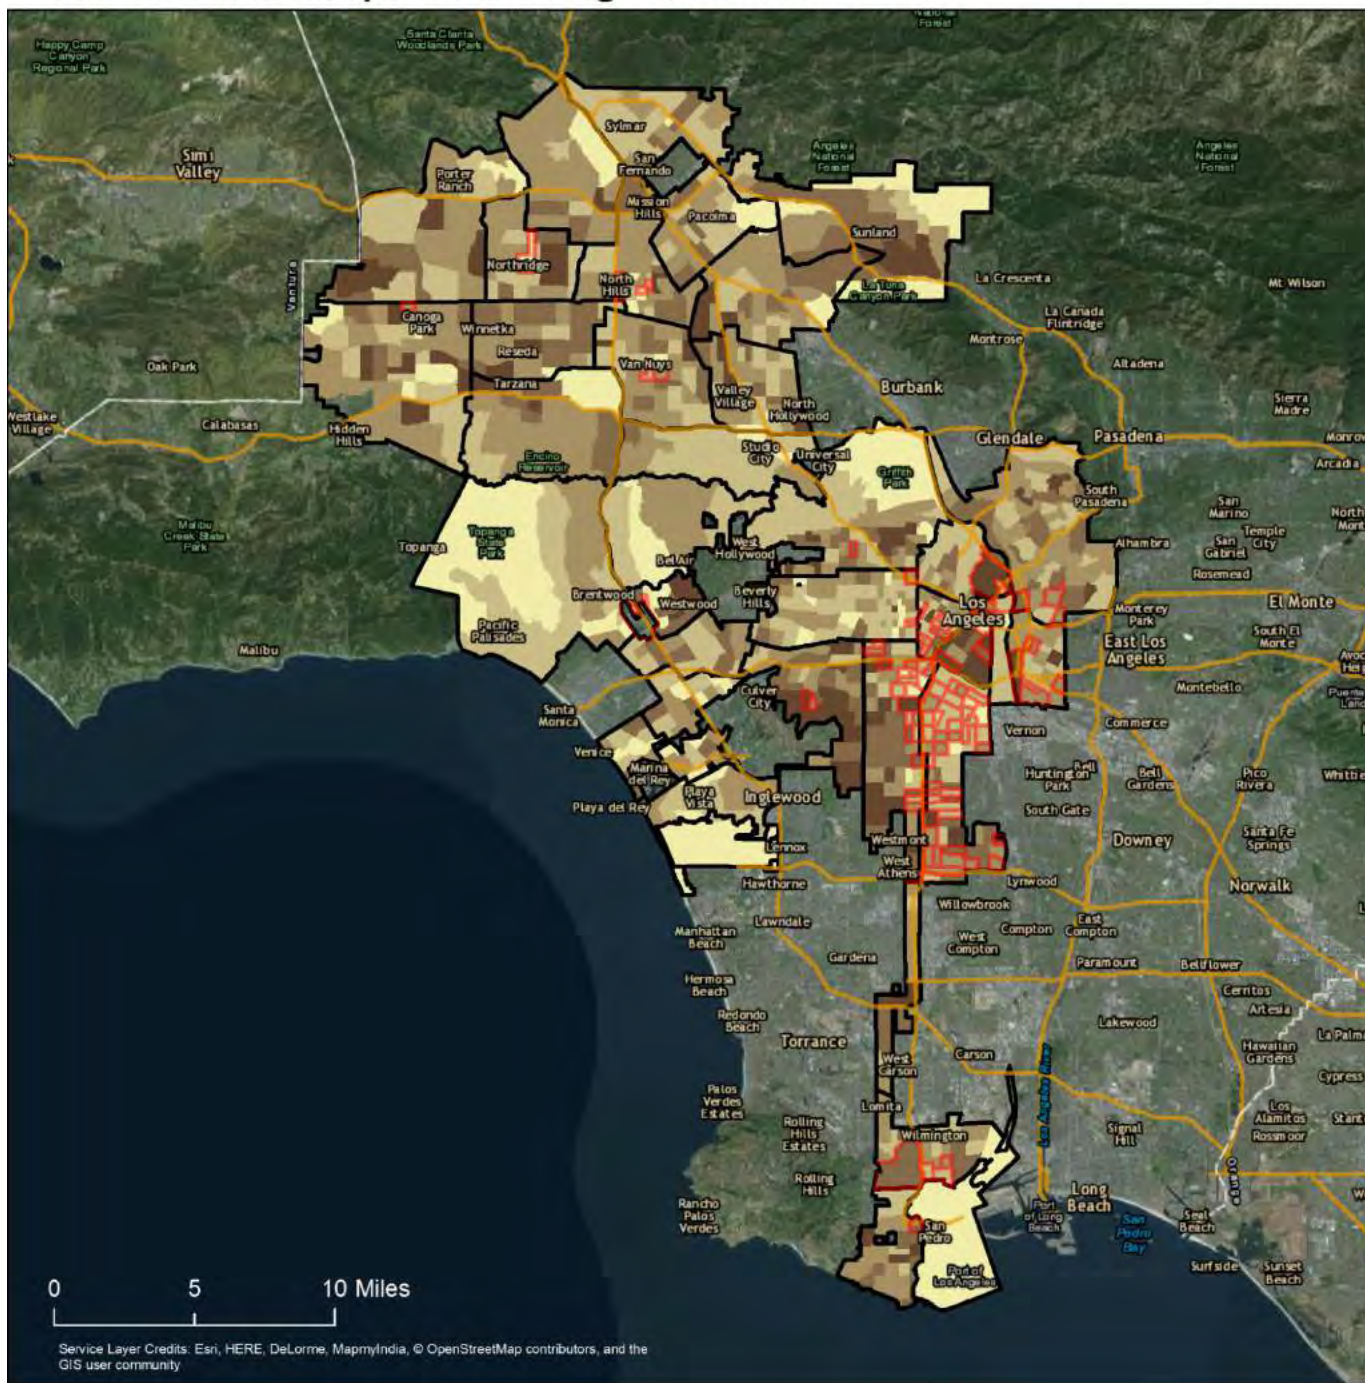 Happy Camp
Canyon
Regional Park
Santa Clarita
Woodlands Park
National
Forest
Simi
Valley
Sylmar
San
Fernando
Porter
Ranch
Mission
Hills
Pacoima
Angeles
National
Forest
Angeles
National
Forest
Sunland
Northridge
North
Hills
La Tuna
Canyon Park
La Crescenta
Mt Wilson
Ventura
Canoga
Park
Winnetka
La Canada
Flintridge
Reseda
Van Nuys
Montrose
Altadena
Oak Park
Tarzana
Valley
Village
Burbank
North
Hollywood
Sierra
Madre
Westlake
Village
Calabasas
Hidden
Hills
Studio
City
Universal
City
Glendale
Pasadena
Arcadia
Encino
Reservoir
Griffith
Park
South
Pasadena
San
Marino
Temple
City
Malibu
Creek State
Park
Topanga
Topanga
State
Park
West
Hollywood
Bel Air
Alhambra
San
Gabriel
Rosemead
Brentwood
Westwood
Beverly
Hills
Los
Angeles
Monterey
Park
El Monte
Pacific
Palisades
Malibu
East Los
Angeles
South El
Monte
Montebello
Santa
Monica
Culver
City
Vernon
Commerce
Venice
Marina
del Rey
Playa
Vista
Playa del Rey
Inglewood
Huntington
Park
Bell
Bell
Gardens
Pico
Rivera
South Gate
Lennox
Westmont
West
Athens
Downey
Santa Fe
Springs
Hawthorne
Lynwood
Norwalk
Willowbrook
Lawndale
Manhattan
Beach
Gardena
West
Compton
Compton
East
Compton
Paramount
Bellflower
Hermosa
Beach
Cerritos
Artesia
Redondo
Beach
Torrance
Lakewood
La Palma
Hawaiian
Gardens
West
Carson
Carson
Cypress
Palos
Verdes
Estates
Lomita
Los Angeles River
Los
Alamitos
Rossmoor
Rolling
Hills
Estates
Wilmington
Signal
Hill
Orange
Rolling
Hills
Long
Beach
Rancho
Palos
Verdes
San
Pedro
Port
of Long
Beach
San
Pedro
Bay
Seal
Beach
Port of
Los Angeles
Surfside
Sunset
Beach
0 5 10 Miles
Service Layer Credits: Esri, HERE, DeLorme, MapmyIndia, © OpenStreetMap contributors, and the
GIS user community